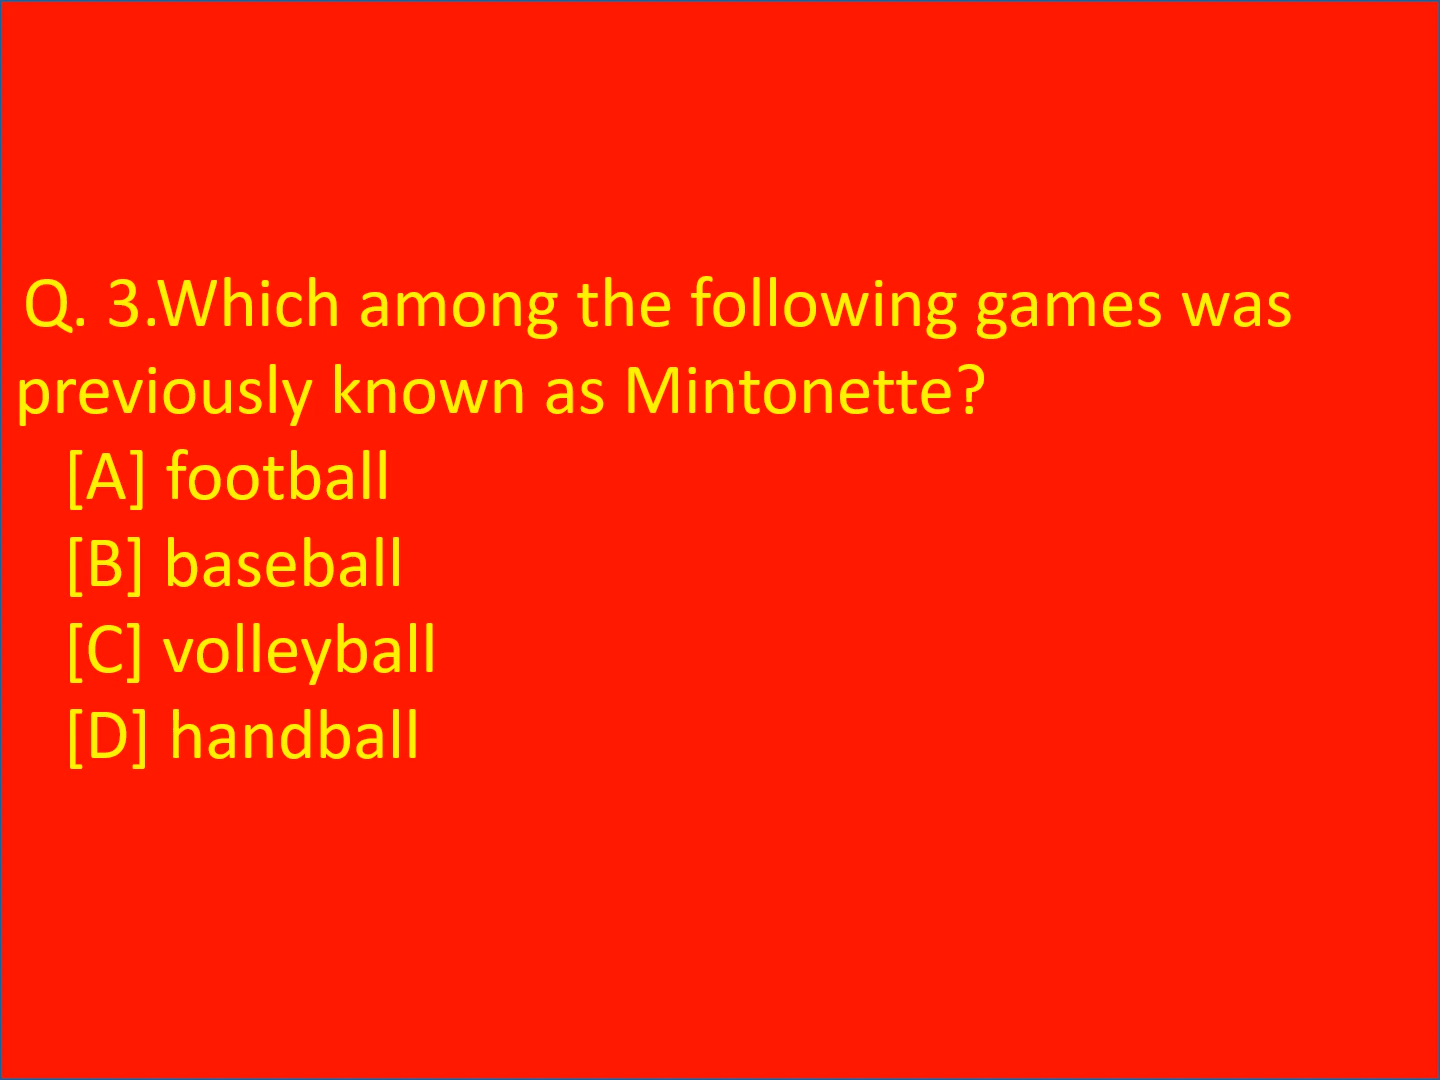 Q. 3.Which among the following games was
previously known as Mintonette?
[A] football
[B] baseball
[C] volleyball
[D] handball